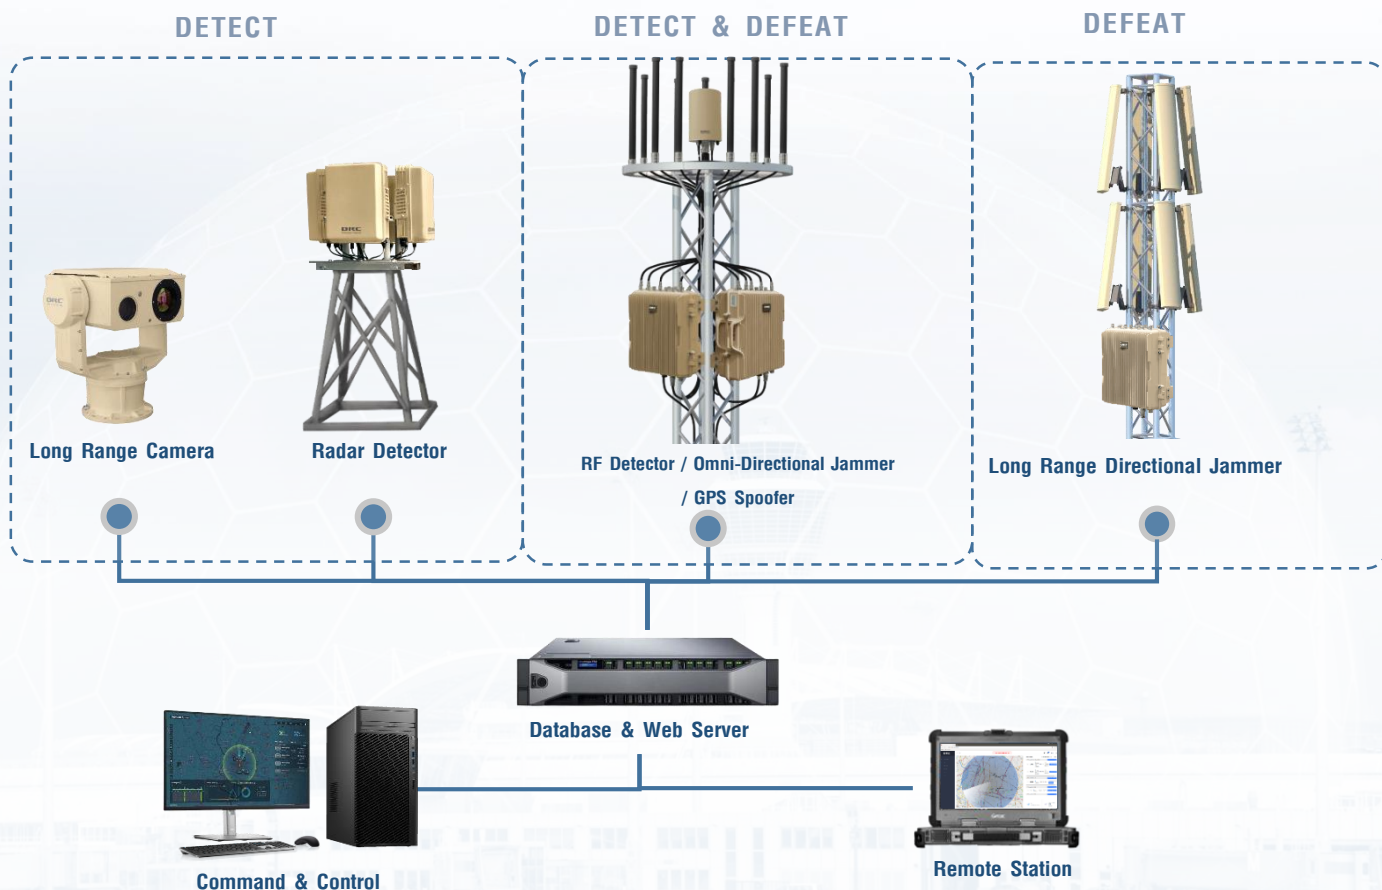 DETECT
DETECT & DEFEAT
DEFEAT
Long Range Camera
Radar Detector
RF Detector / Omni-Directional Jammer
/ GPS Spoofer
Long Range Directional Jammer
Database & Web Server
Command & Control
Remote Station